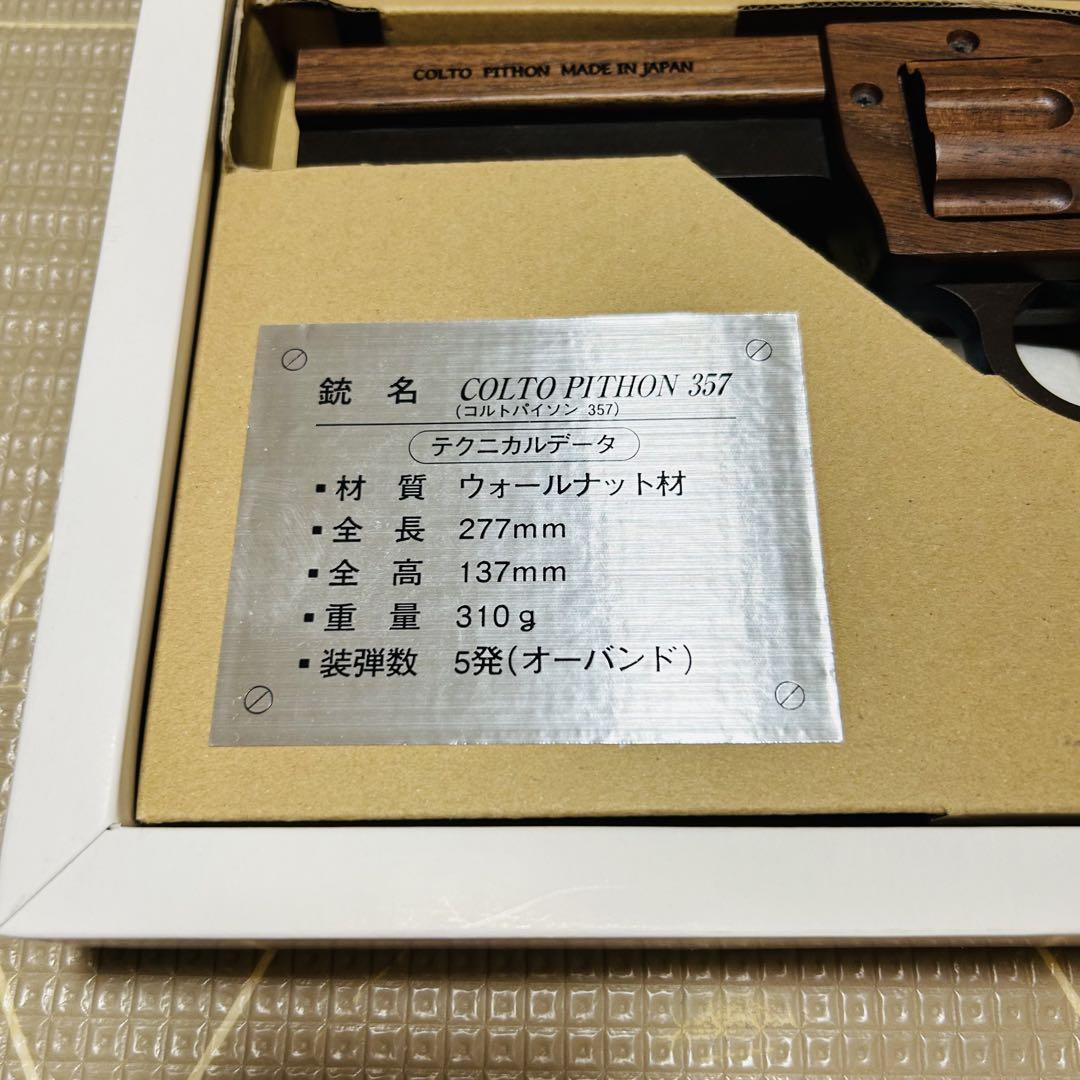 COLTO PITHON MADE IN JAPAN
銃 名 COLTO PITHON 357
(コルトパイソン 357)
テクニカルデータ
▪材 質 ウォールナット材
▪全 長 277mm
▪全 高 137mm
▪重 量 310g
▪装弾数 5発(オーバンド)